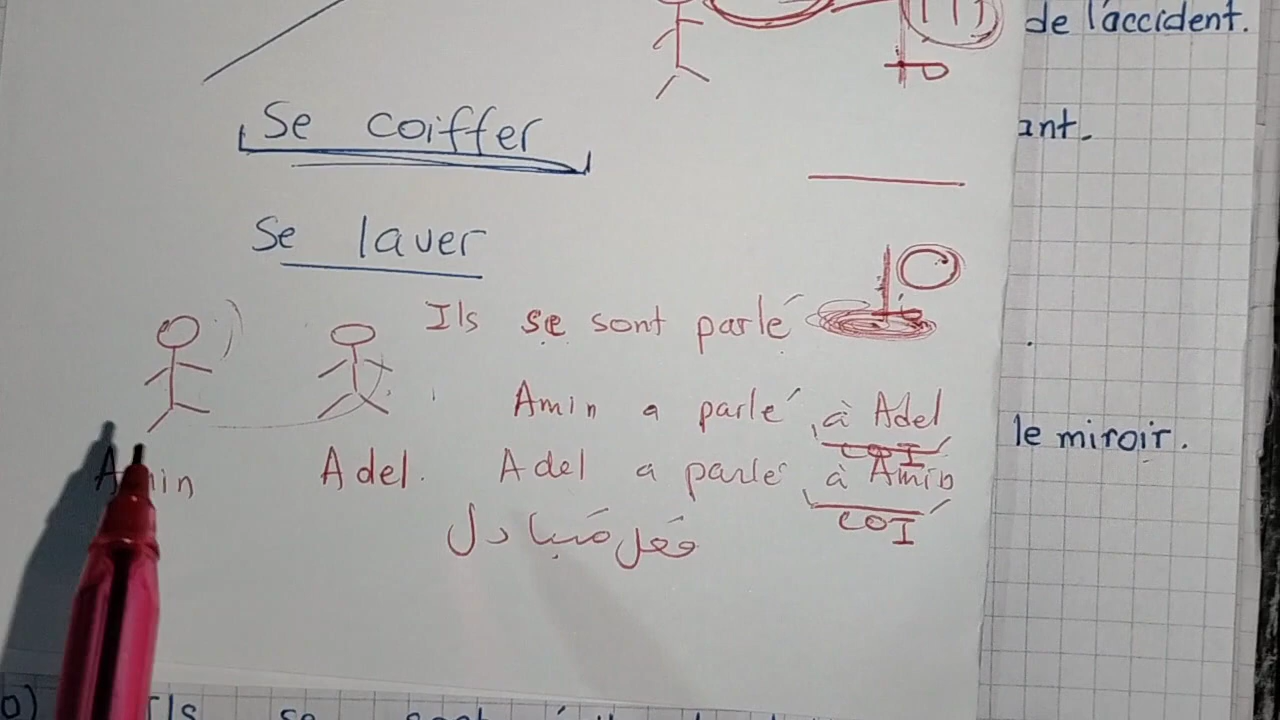 de l'accident.
Se coiffer
ant.
Se laver
Ils se sont parlé
Amin a parlé à Adel
COI
le miroir.
Amin Adel. Adel a parlé à Amin
COI
فعل متبادل